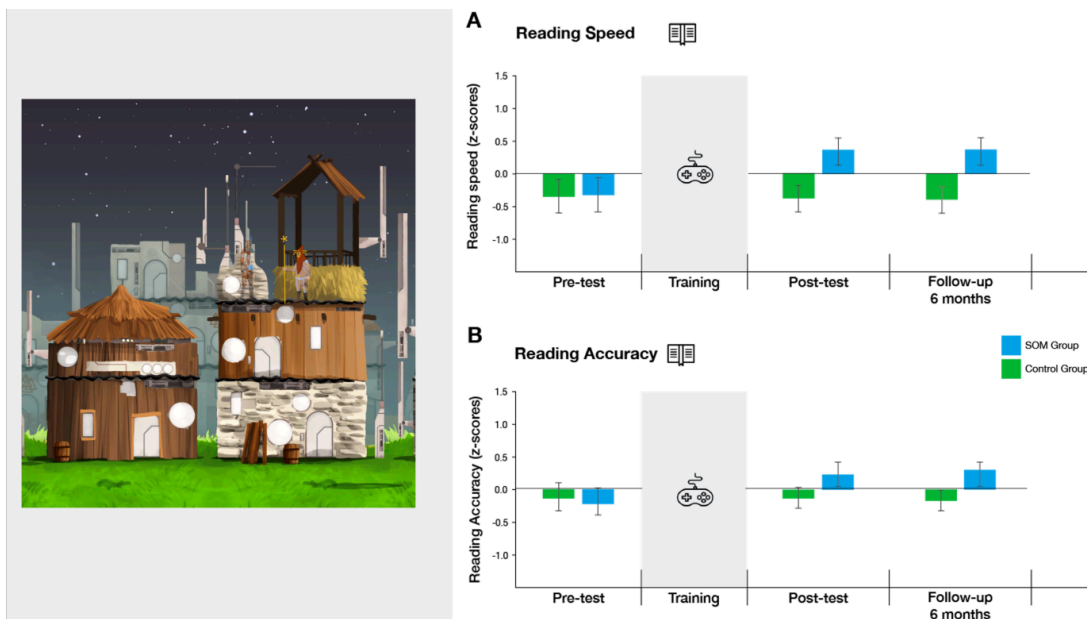 A
Reading Speed
Reading speed (z-scores)
1.5
1.0
0.5
0.0
-0.5
-1.0
Pre-test
Training
Post-test
Follow-up
6 months
B
Reading Accuracy
SOM Group
Control Group
Reading Accuracy (z-scores)
1.5
1.0
0.5
0.0
-0.5
-1.0
Pre-test
Training
Post-test
Follow-up
6 months